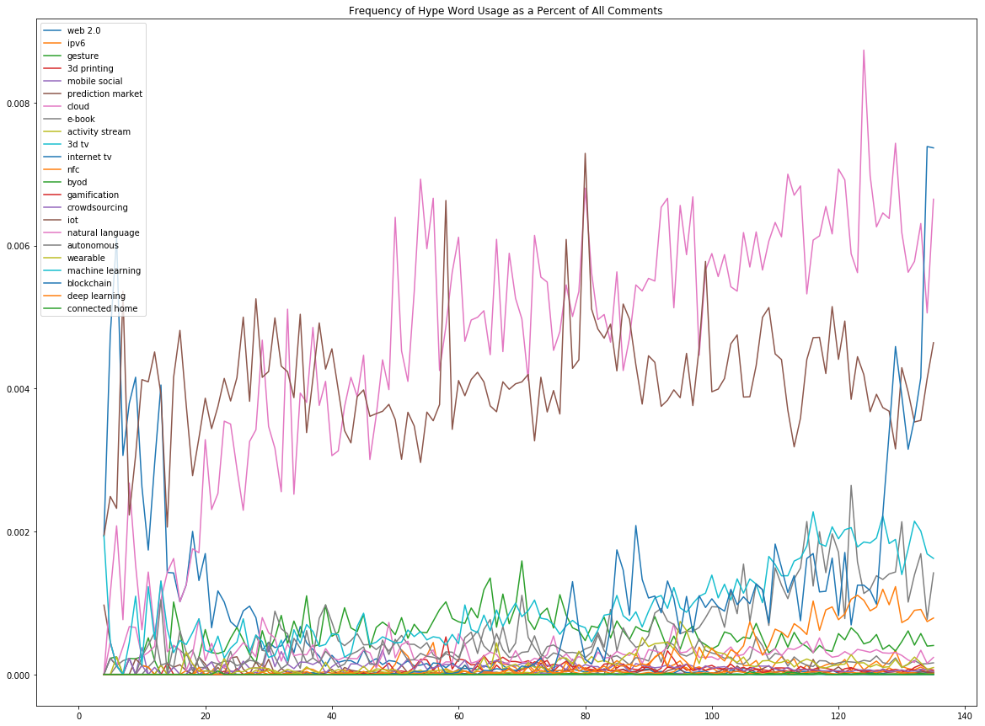 Frequency of Hype Word Usage as a Percent of All Comments
web 2.0
ipv6
gesture
3d printing
mobile social
prediction market
cloud
e-book
activity stream
3d tv
internet tv
nfc
byod
gamification
crowdsourcing
iot
natural language
autonomous
wearable
machine learning
blockchain
deep learning
connected home
0.008
0.006
0.004
0.002
0.000
0 20 40 60 80 100 120 140